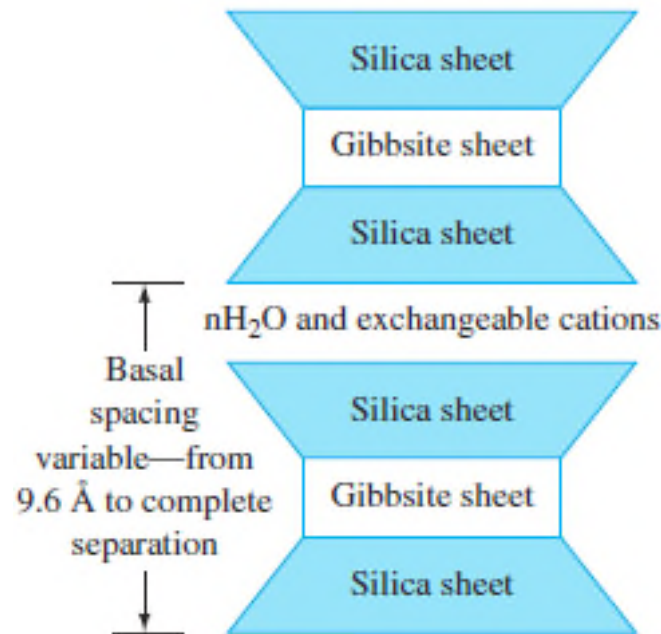 Silica sheet
Gibbsite sheet
Silica sheet
nH₂O and exchangeable cations
Basal
spacing
variable—from
9.6 Å to complete
separation
Silica sheet
Gibbsite sheet
Silica sheet